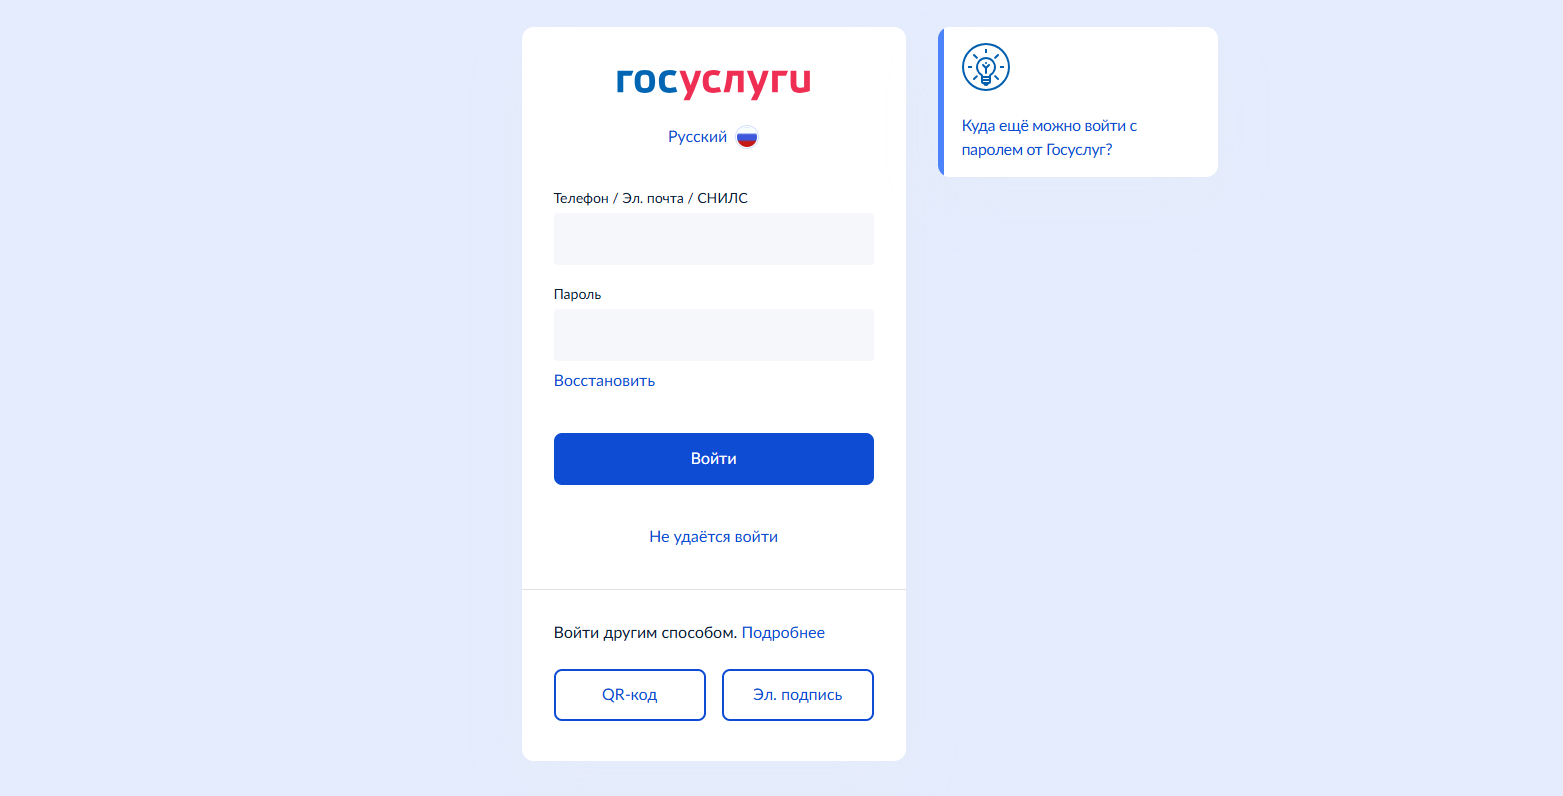 госуслуги
Русский
Телефон / Эл. почта / СНИЛС
Пароль
Восстановить
Войти
Не удаётся войти
Войти другим способом. Подробнее
QR-код
Эл. подпись
Куда ещё можно войти с
паролем от Госуслуг?